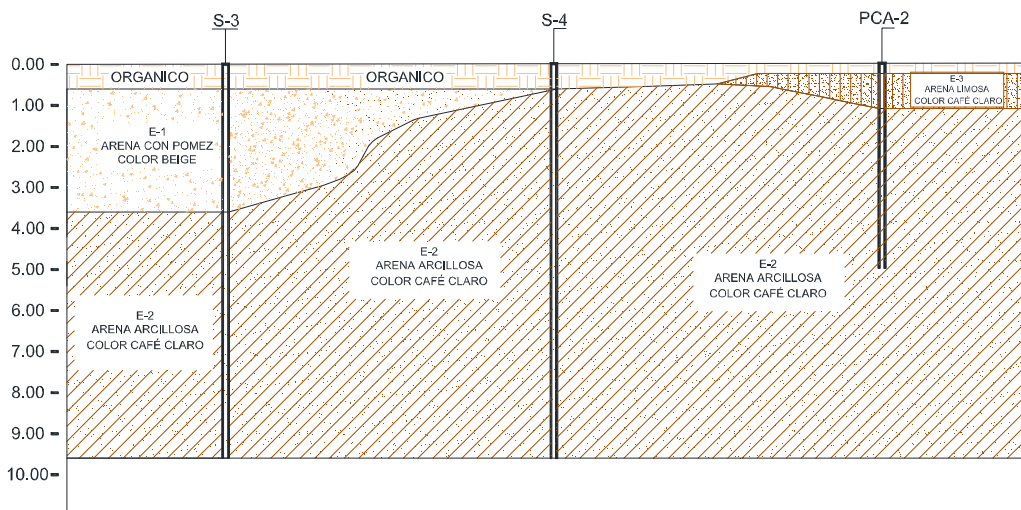 S-3
S-4
PCA-2
0.00
1.00
2.00
3.00
4.00
5.00
6.00
7.00
8.00
9.00
10.00
ORGANICO
ORGANICO
E-1
ARENA CON POMEZ
COLOR BEIGE
E-3
ARENA LIMOSA
COLOR CAFÉ CLARO
E-2
ARENA ARCILLOSA
COLOR CAFÉ CLARO
E-2
ARENA ARCILLOSA
COLOR CAFÉ CLARO
E-2
ARENA ARCILLOSA
COLOR CAFÉ CLARO